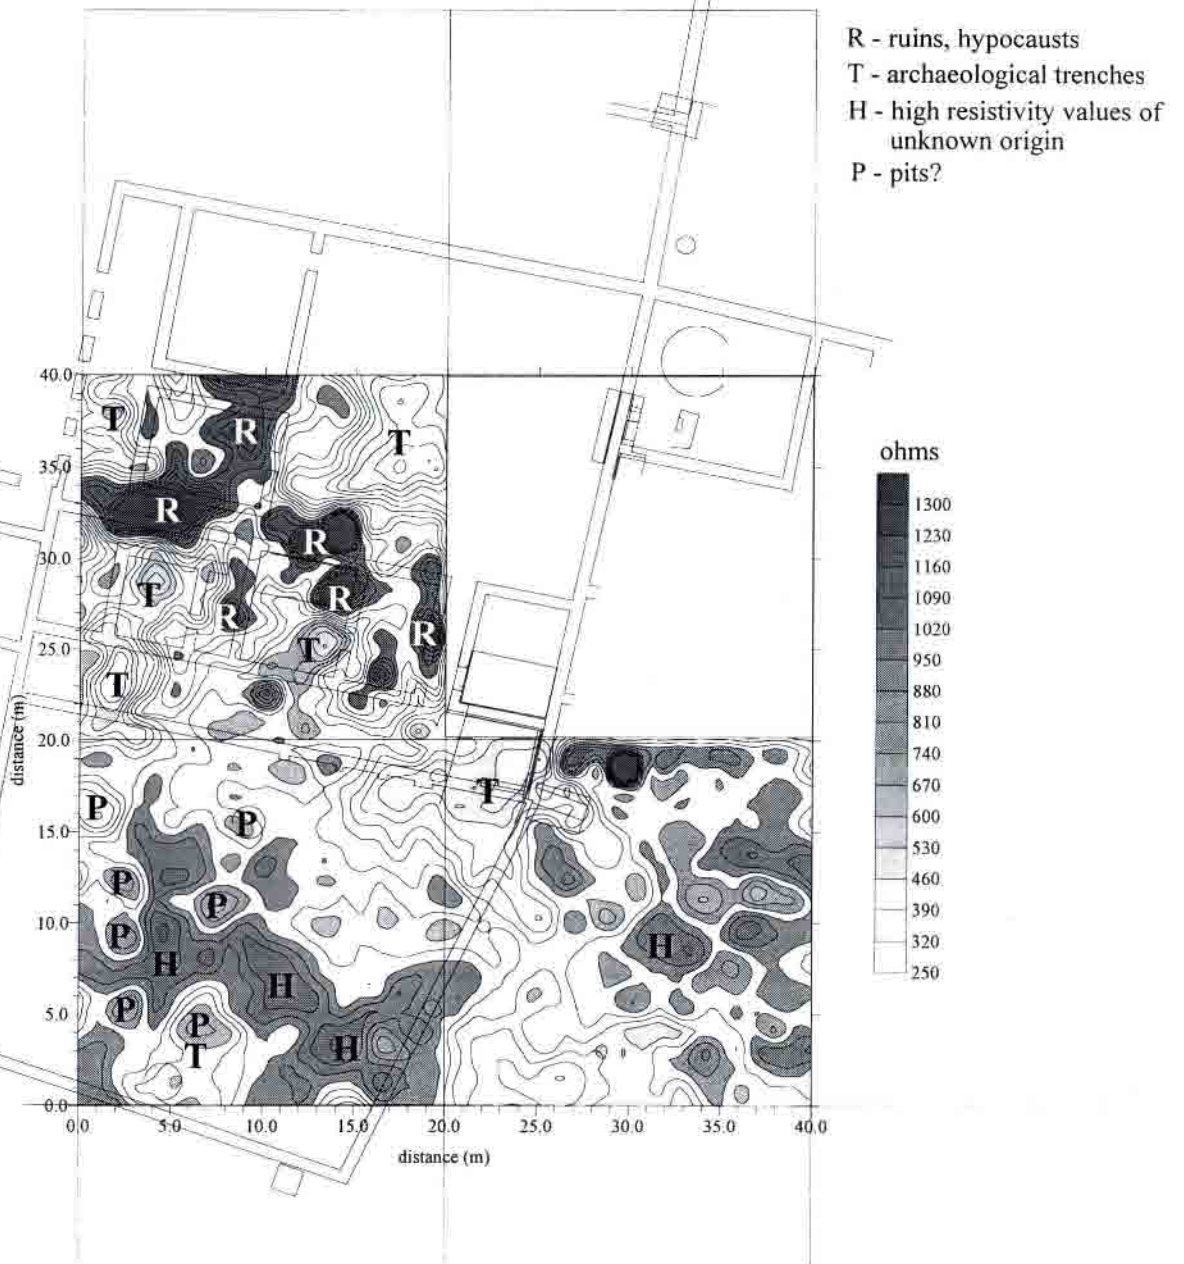 R - ruins, hypocausts
T - archaeological trenches
H - high resistivity values of
unknown origin
P - pits?
40.0
T
R
T
35.0
R
R
30.0
T
R
R
R
25.0
T
T
ohms
1300
1230
1160
1090
1020
950
880
810
740
670
600
530
460
390
320
250
distance (m)
20.0
T
P
P
15.0
P
P
10.0
P
H
H
H
5.0
P
P
T
H
0.0
0.0 5.0 10.0 15.0 20.0 25.0 30.0 35.0 40.0
distance (m)